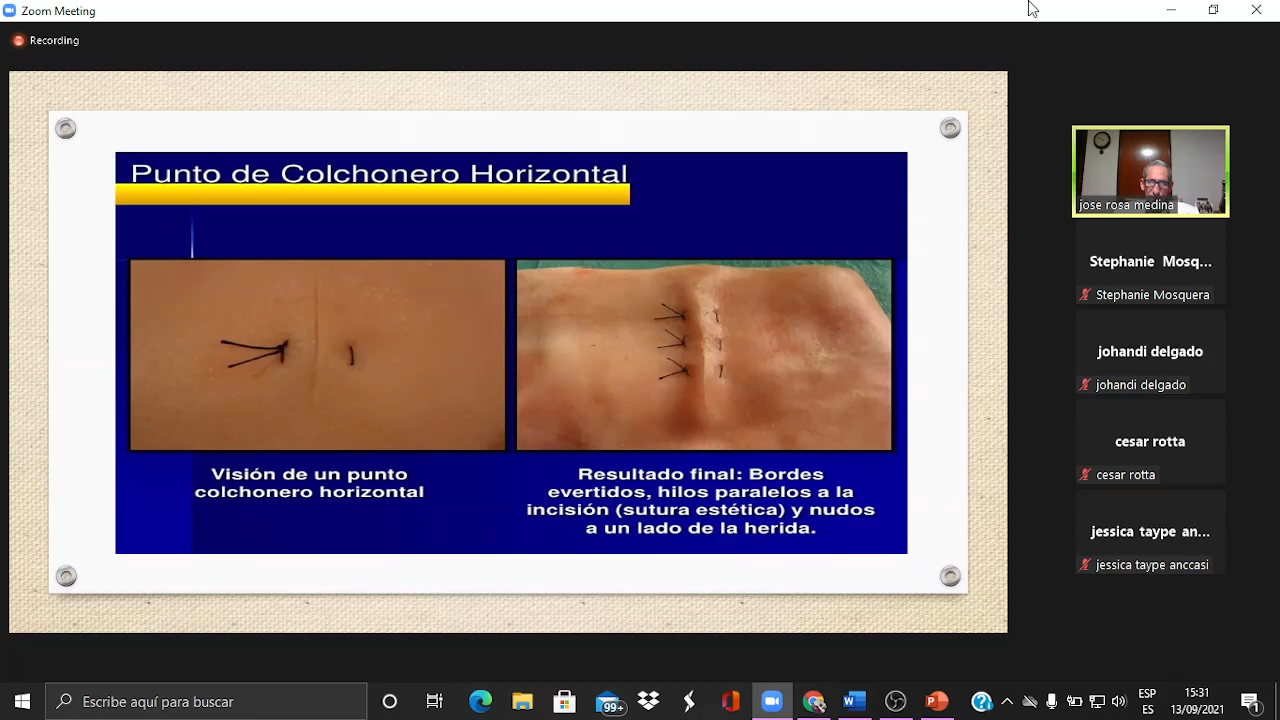 Zoom Meeting
Recording
Punto de Colchonero Horizontal
Visión de un punto
colchonero horizontal
Resultado final: Bordes
evertidos, hilos paralelos a la
incisión (sutura estética) y nudos
a un lado de la herida.
jose rosa medina
Stephanie Mosq...
Stephanie Mosquera
johandi delgado
johandi delgado
cesar rotta
cesar rotta
jessica taype an...
jessica taype anccasi
Escribe aquí para buscar
99+
ESP
ES
15:31
13/09/2021
1